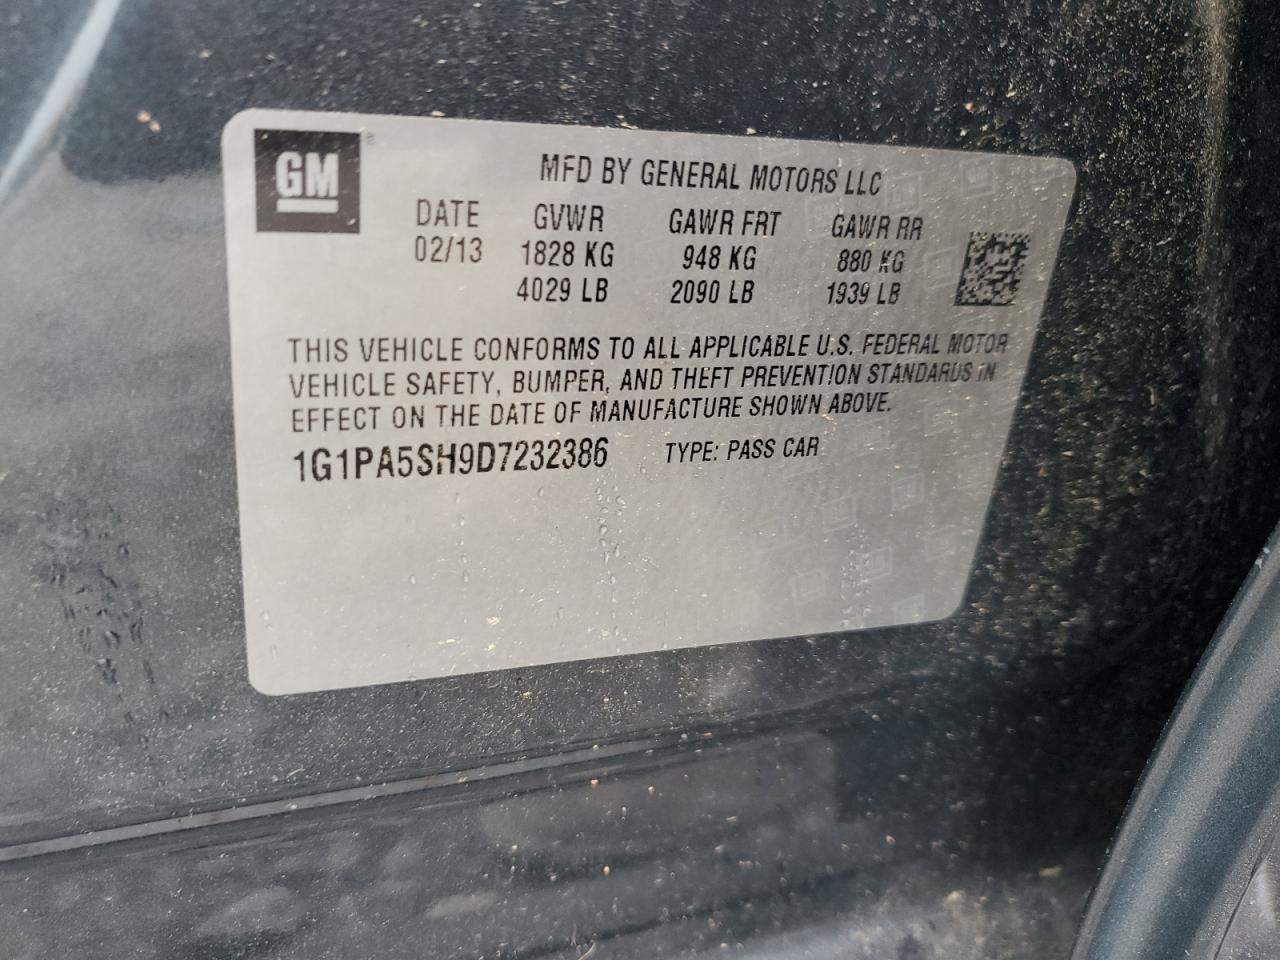 GM
MFD BY GENERAL MOTORS LLC
DATE GVWR GAWR FRT GAWR RR
02/13 1828 KG 948 KG 880 KG
4029 LB 2090 LB 1939 LB
THIS VEHICLE CONFORMS TO ALL APPLICABLE U.S. FEDERAL MOTOR
VEHICLE SAFETY, BUMPER, AND THEFT PREVENTION STANDARDS IN
EFFECT ON THE DATE OF MANUFACTURE SHOWN ABOVE.
1G1PA5SH9D7232386 TYPE: PASS CAR